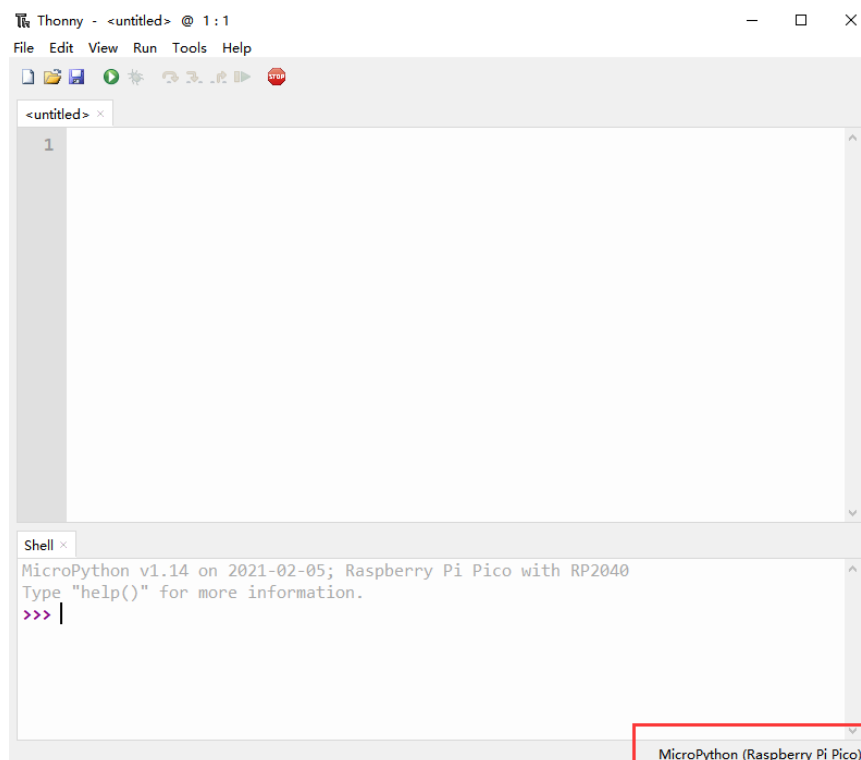 Thonny - <untitled> @ 1:1
File Edit View Run Tools Help
STOP
<untitled> ×
1
Shell ×
MicroPython v1.14 on 2021-02-05; Raspberry Pi Pico with RP2040
Type "help()" for more information.
>>>
MicroPython (Raspberry Pi Pico)